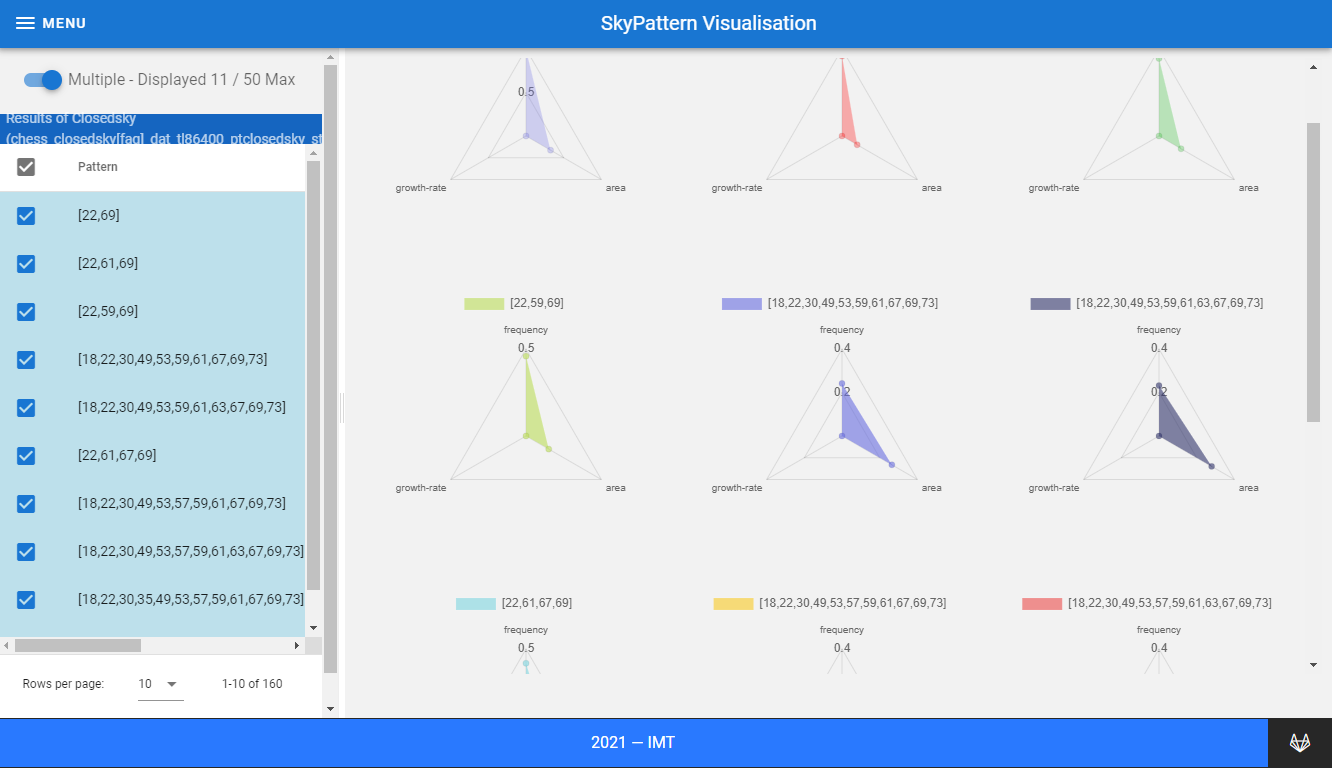 MENU
SkyPattern Visualisation
Multiple - Displayed 11 / 50 Max
Results of Closedsky
(chess_closedsky[fag]_dat_tl86400_ptclosedsky_st
Pattern
[22,69]
[22,61,69]
[22,59,69]
[18,22,30,49,53,59,61,67,69,73]
[18,22,30,49,53,59,61,63,67,69,73]
[22,61,67,69]
[18,22,30,49,53,57,59,61,67,69,73]
[18,22,30,49,53,57,59,61,63,67,69,73]
[18,22,30,35,49,53,57,59,61,67,69,73]
Rows per page:
10
1-10 of 160
0.5
growth-rate
area
growth-rate
area
growth-rate
area
[22,59,69]
frequency
0.5
growth-rate
area
[18,22,30,49,53,59,61,67,69,73]
frequency
0.4
0.2
growth-rate
area
[18,22,30,49,53,59,61,63,67,69,73]
frequency
0.4
0.2
growth-rate
area
[22,61,67,69]
frequency
0.5
[18,22,30,49,53,57,59,61,67,69,73]
frequency
0.4
[18,22,30,49,53,57,59,61,63,67,69,73]
frequency
0.4
2021 — IMT